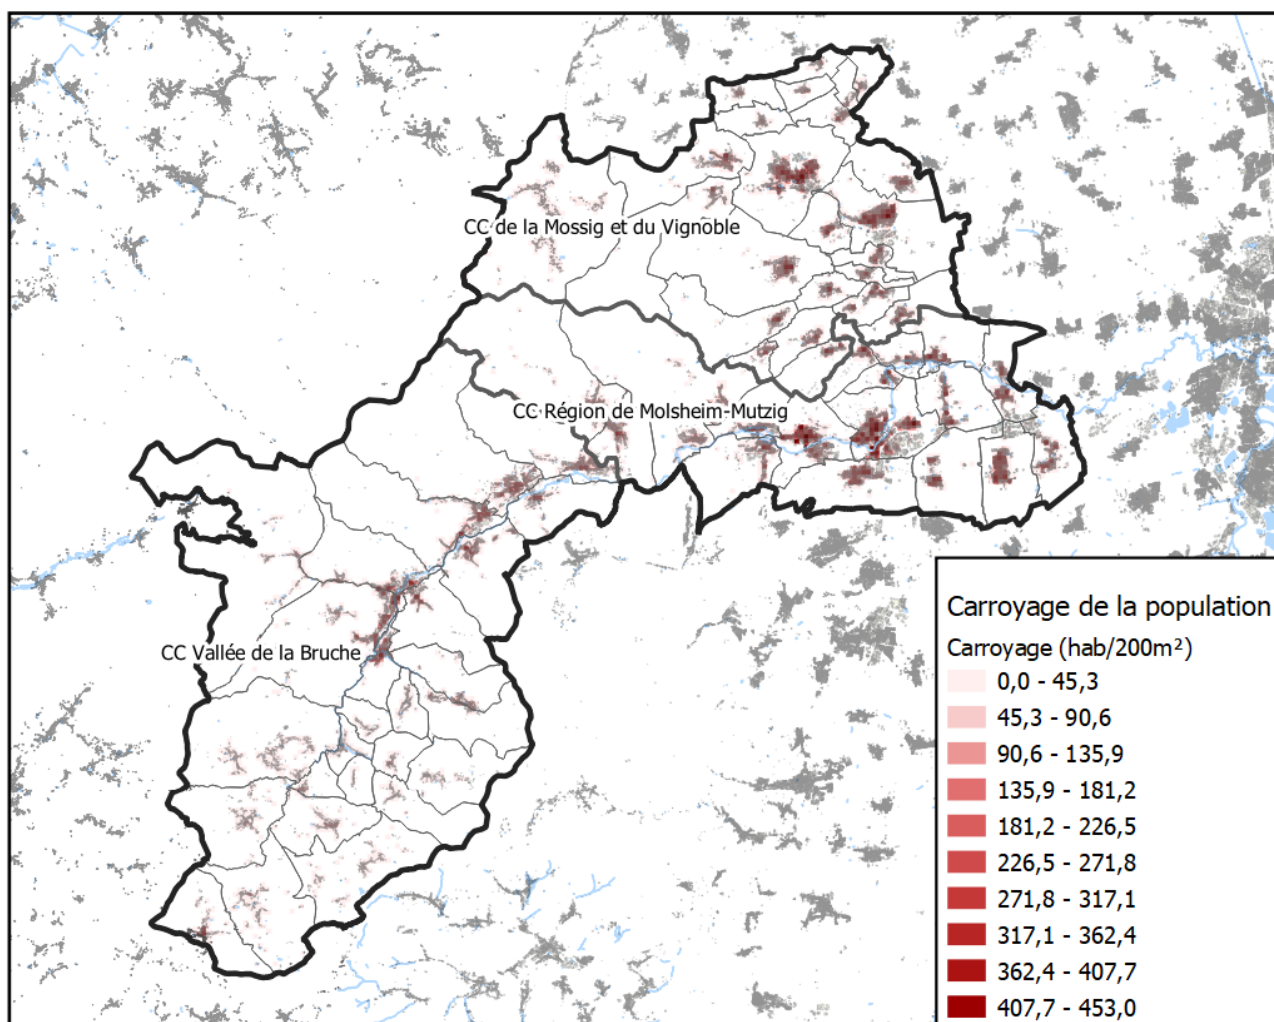 CC de la Mossig et du Vignoble
CC Région de Molsheim-Mutzig
CC Vallée de la Bruche
Carroyage de la population
Carroyage (hab/200m²)
0,0 - 45,3
45,3 - 90,6
90,6 - 135,9
135,9 - 181,2
181,2 - 226,5
226,5 - 271,8
271,8 - 317,1
317,1 - 362,4
362,4 - 407,7
407,7 - 453,0